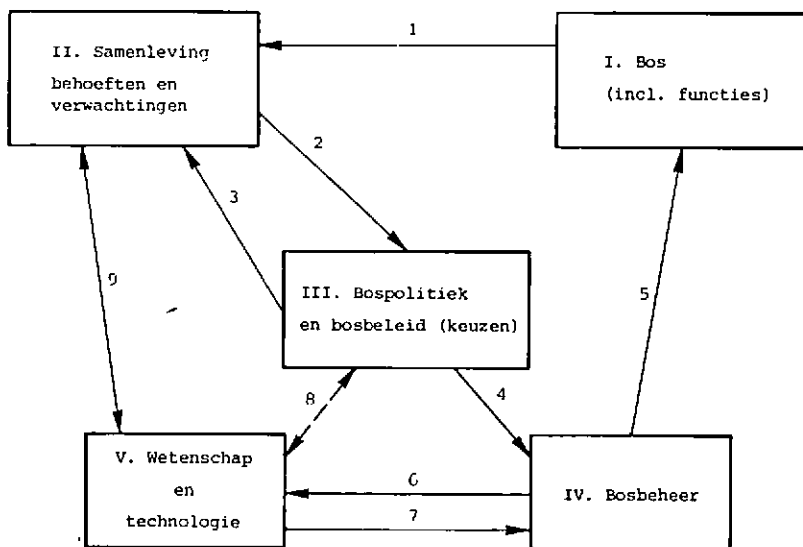 II. Samenleving
behoeften en
verwachtingen
1
I. Bos
(incl. functies)
2
3
9
III. Bospolitiek
en bosbeleid (keuzen)
5
8
4
V. Wetenschap
en
technologie
6
7
IV. Bosbeheer